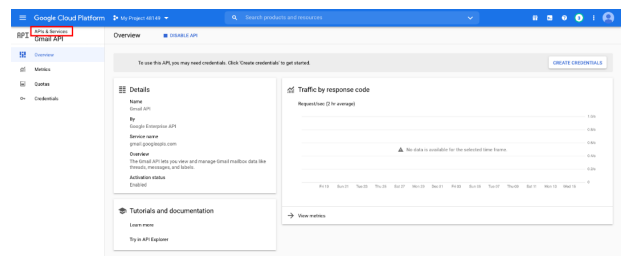 Google Cloud Platform
My Project 46149
Search products and resources
API
APIs & Services
Gmail API
Overview
DISABLE API
Overview
Metrics
Quotas
Credentials
To use this API, you may need credentials. Click 'Create credentials' to get started.
CREATE CREDENTIALS
Details
Name
Gmail API
By
Google Enterprise API
Service name
gmail.googleapis.com
Overview
The Gmail API lets you view and manage Gmail mailbox data like
threads, messages, and labels.
Activation status
Enabled
Tutorials and documentation
Learn more
Try in API Explorer
Traffic by response code
Request/sec (2 hr average)
No data is available for the selected time frame.
View metrics